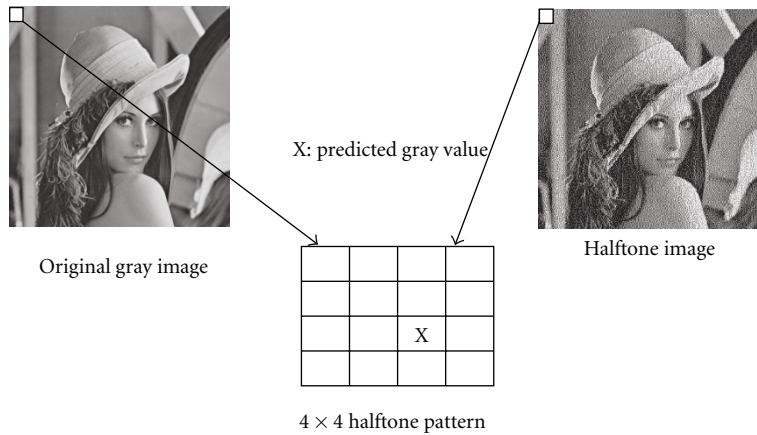 X: predicted gray value
Original gray image
Halftone image
X
4 × 4 halftone pattern